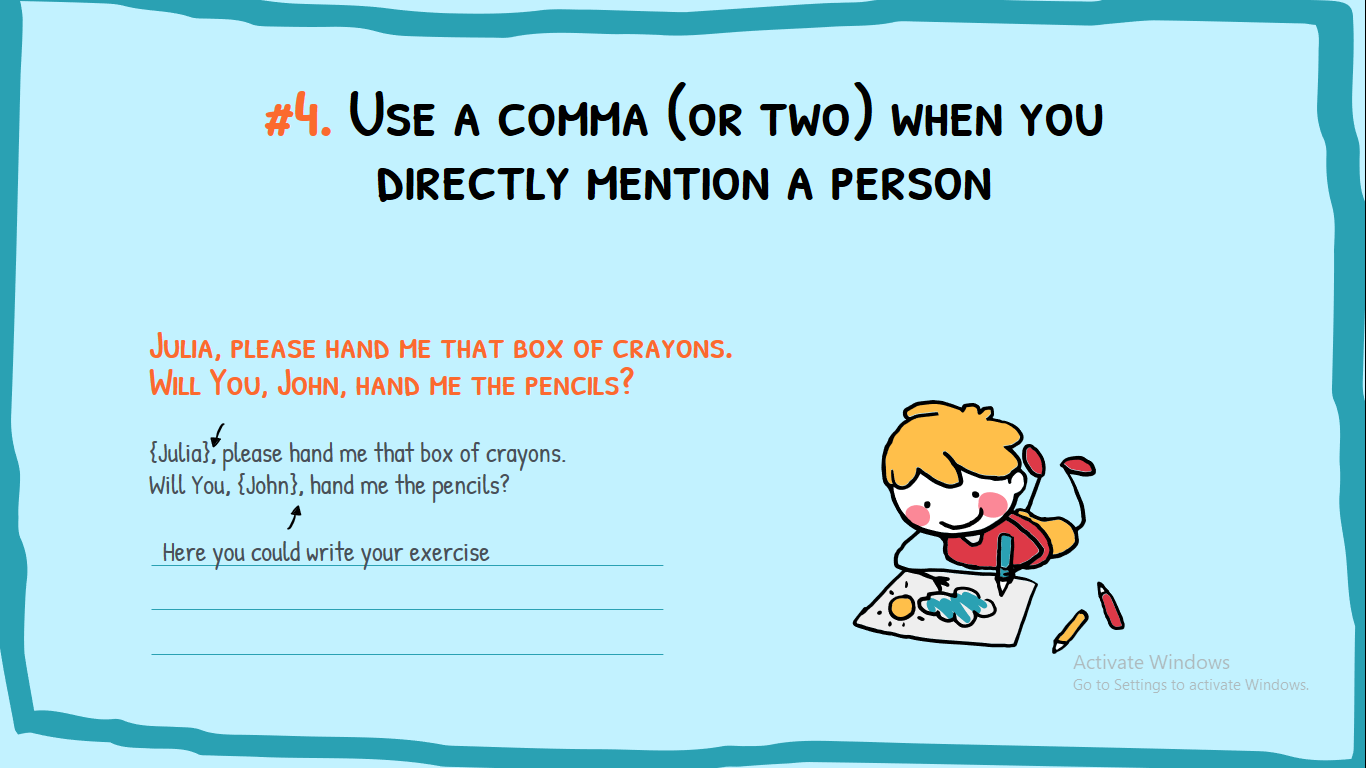 #4. Use a comma (or two) when you
directly mention a person
Julia, please hand me that box of crayons.
Will You, John, hand me the pencils?
{Julia}, please hand me that box of crayons.
Will You, {John}, hand me the pencils?
Here you could write your exercise
Activate Windows
Go to Settings to activate Windows.